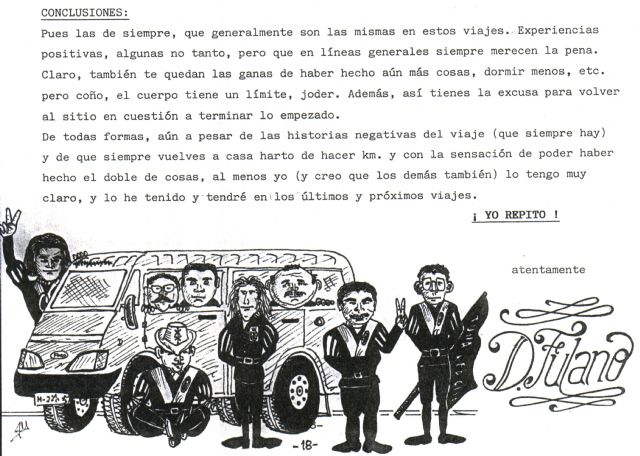 CONCLUSIONES:
Pues las de siempre, que generalmente son las mismas en estos viajes. Experiencias
positivas, algunas no tanto, pero que en líneas generales siempre merecen la pena.
Claro, también te quedan las ganas de haber hecho aún más cosas, dormir menos, etc.
pero coño, el cuerpo tiene un límite, joder. Además, así tienes la excusa para volver
al sitio en cuestión a terminar lo empezado.
De todas formas, aún a pesar de las historias negativas del viaje (que siempre hay)
y de que siempre vuelves a casa harto de hacer km. y con la sensación de poder haber
hecho el doble de cosas, al menos yo (y creo que los demás también) lo tengo muy
claro, y lo he tenido y tendré en los últimos y próximos viajes.
¡ YO REPITO !
atentamente
D. Fulano
-18-